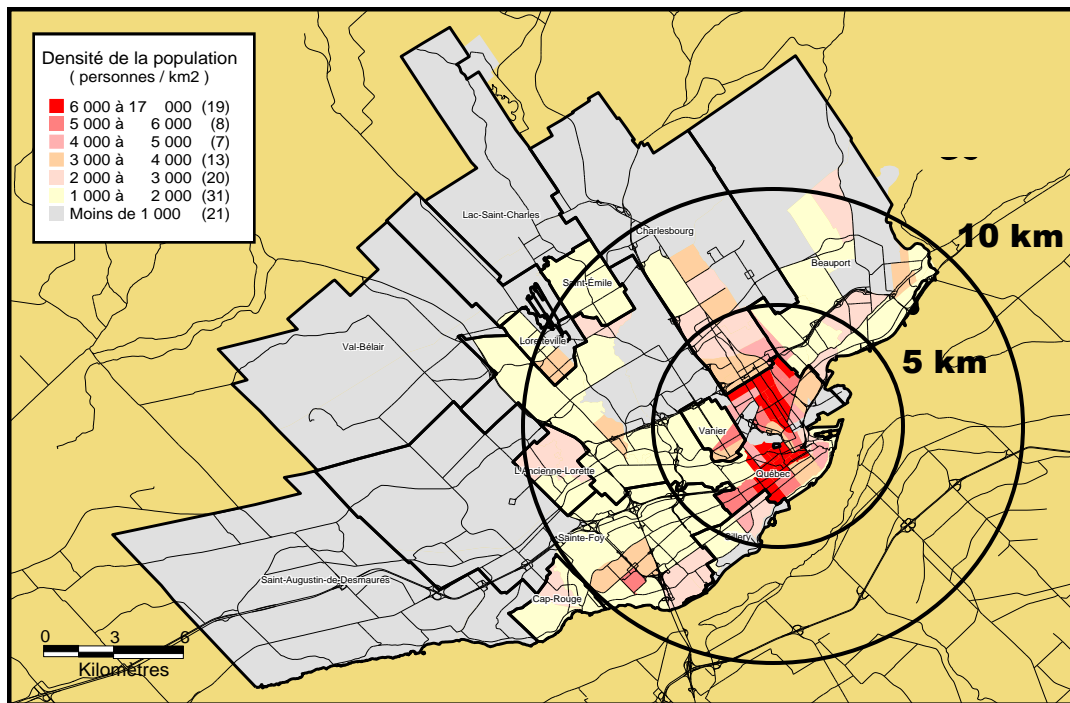 Densité de la population
( personnes / km2 )
6 000 à 17 000 (19)
5 000 à 6 000 (8)
4 000 à 5 000 (7)
3 000 à 4 000 (13)
2 000 à 3 000 (20)
1 000 à 2 000 (31)
Moins de 1 000 (21)
Lac-Saint-Charles
Charlesbourg
10 km
Beauport
Saint-Émile
Loretteville
Val-Bélair
5 km
Vanier
L'Ancienne-Lorette
Québec
Sainte-Foy
Sillery
Saint-Augustin-de-Desmaures
Cap-Rouge
0 3 6
Kilomètres